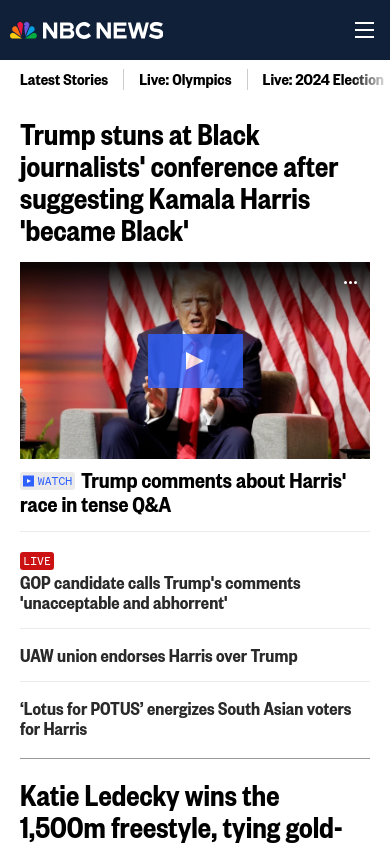 NBC NEWS
Latest Stories
Live: Olympics
Live: 2024 Election
Trump stuns at Black
journalists' conference after
suggesting Kamala Harris
'became Black'
WATCH Trump comments about Harris'
race in tense Q&A
LIVE
GOP candidate calls Trump's comments
'unacceptable and abhorrent'
UAW union endorses Harris over Trump
‘Lotus for POTUS’ energizes South Asian voters
for Harris
Katie Ledecky wins the
1,500m freestyle, tying gold-